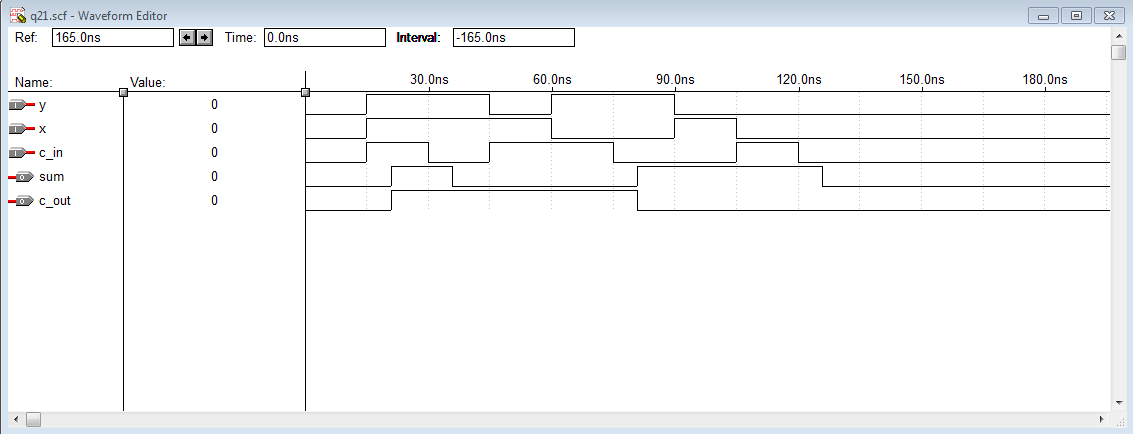 q21.scf - Waveform Editor
Ref: 165.0ns Time: 0.0ns Interval: -165.0ns
Name: Value: 30.0ns 60.0ns 90.0ns 120.0ns 150.0ns 180.0ns
I y 0
I x 0
I c_in 0
O sum 0
O c_out 0